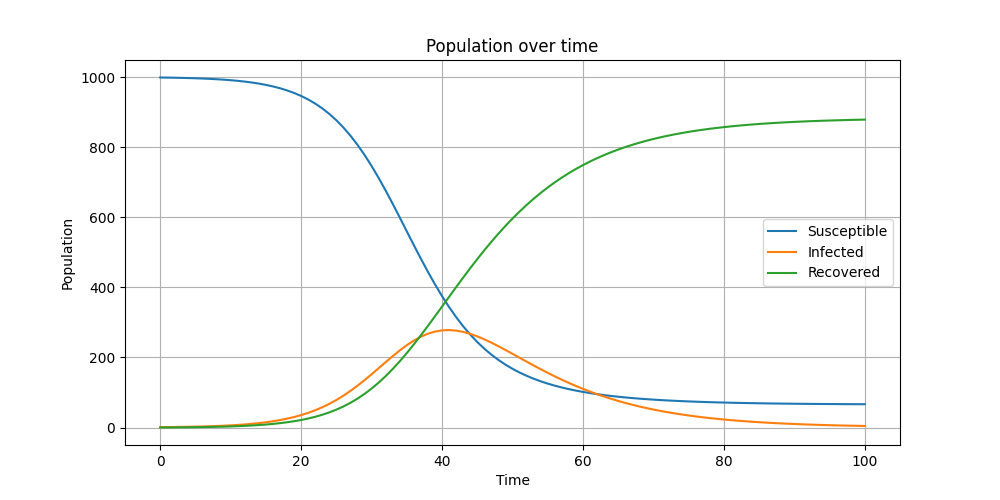 Population over time
Population
1000
800
600
400
200
0
Susceptible
Infected
Recovered
0 20 40 60 80 100
Time